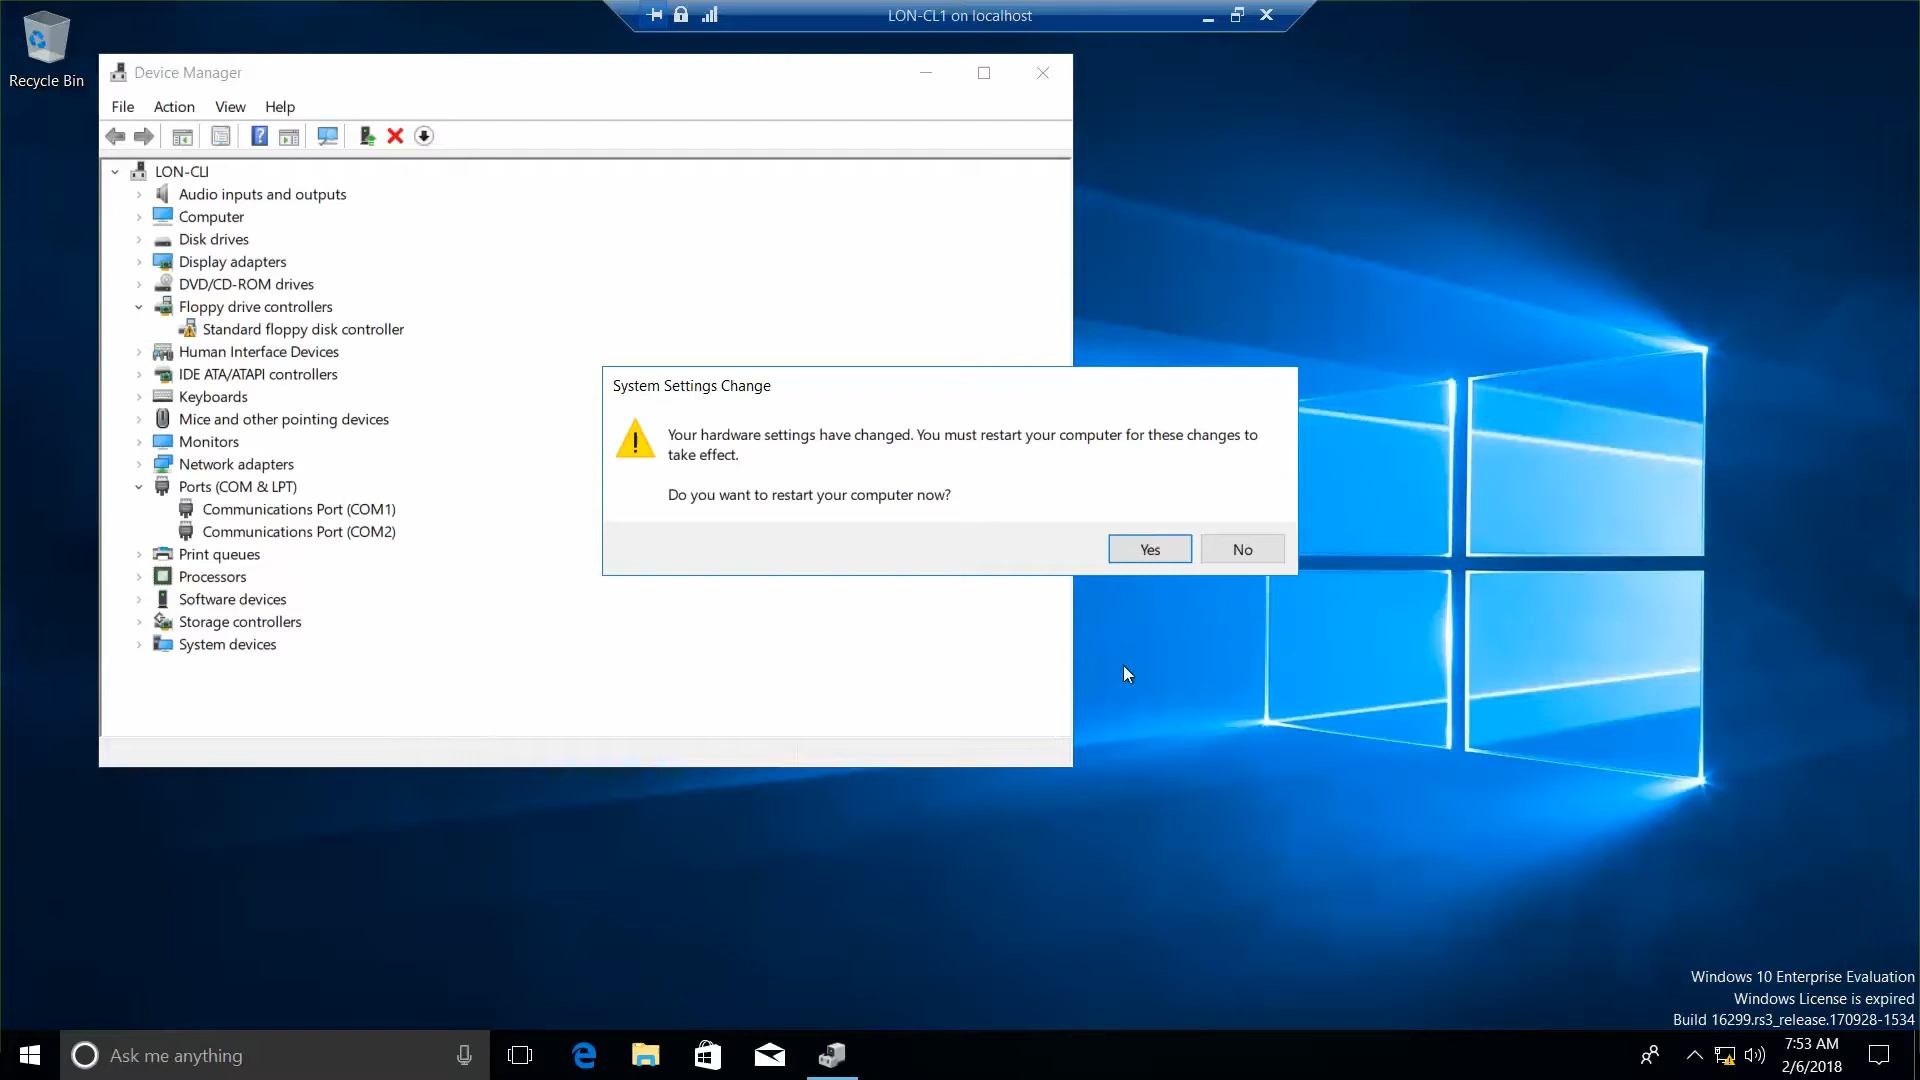 LON-CL1 on localhost
Recycle Bin
Device Manager
File Action View Help
LON-CLI
Audio inputs and outputs
Computer
Disk drives
Display adapters
DVD/CD-ROM drives
Floppy drive controllers
Standard floppy disk controller
Human Interface Devices
IDE ATA/ATAPI controllers
Keyboards
Mice and other pointing devices
Monitors
Network adapters
Ports (COM & LPT)
Communications Port (COM1)
Communications Port (COM2)
Print queues
Processors
Software devices
Storage controllers
System devices
System Settings Change
Your hardware settings have changed. You must restart your computer for these changes to
take effect.
Do you want to restart your computer now?
Yes No
Windows 10 Enterprise Evaluation
Windows License is expired
Build 16299.rs3_release.170928-1534
Ask me anything
7:53 AM
2/6/2018